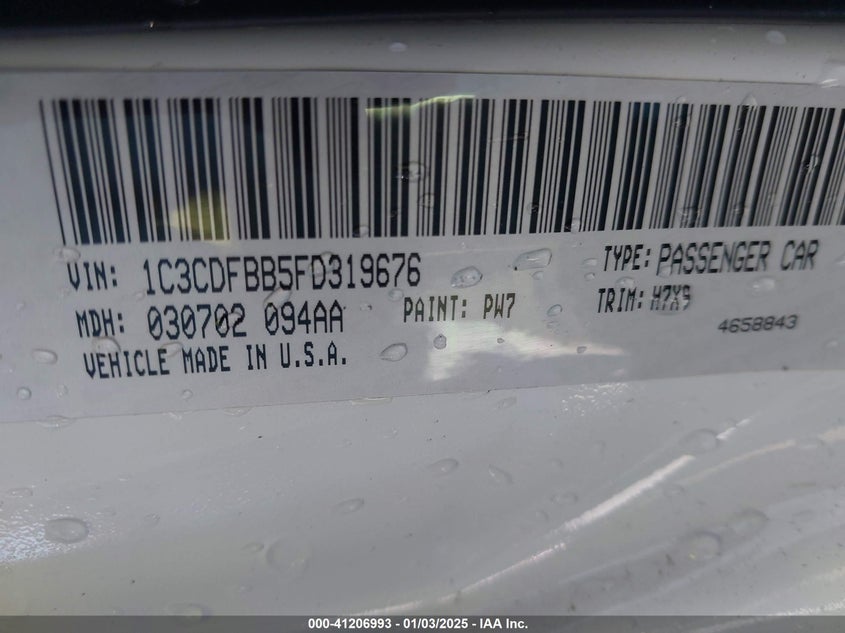 VIN: 1C3CDFBB5FD319676
TYPE: PASSENGER CAR
MDH: 030702 094AA
PAINT: PW7
TRIM: H7X9
4658843
VEHICLE MADE IN U.S.A.
000-41206993 - 01/03/2025 - IAA Inc.